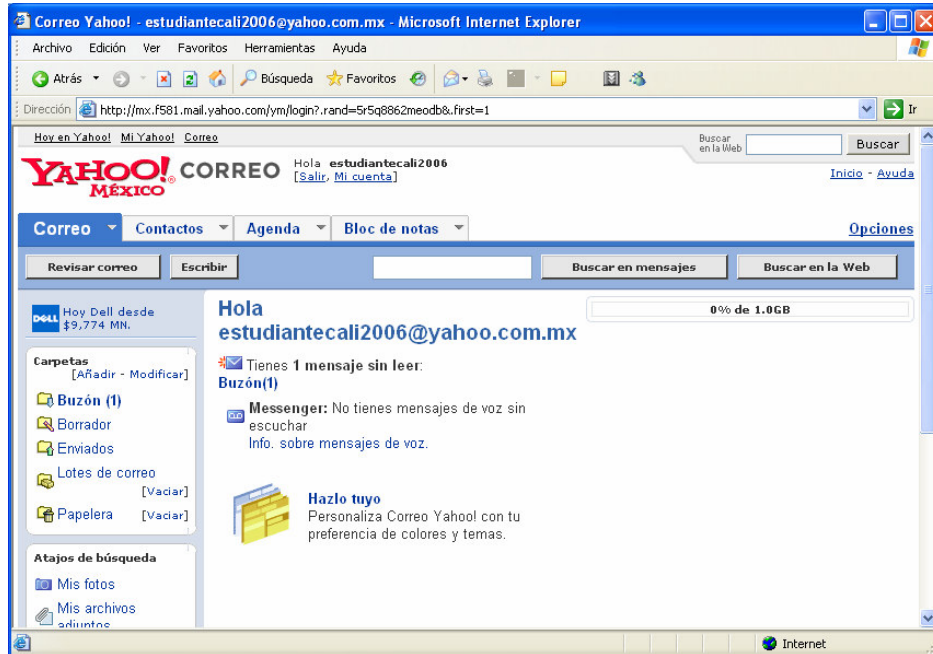 Correo Yahoo! - estudiantecali2006@yahoo.com.mx - Microsoft Internet Explorer
Archivo Edición Ver Favoritos Herramientas Ayuda
Atrás Búsqueda Favoritos
Dirección http://mx.f581.mail.yahoo.com/ym/login?.rand=5r5q8862meodb&.first=1 Ir
Hoy en Yahoo! Mi Yahoo! Correo
Buscar en la Web Buscar
YAHOO! MÉXICO CORREO
Hola estudiantecali2006
[Salir, Mi cuenta]
Inicio - Ayuda
Correo Contactos Agenda Bloc de notas Opciones
Revisar correo Escribir Buscar en mensajes Buscar en la Web
DELL Hoy Dell desde
$9,774 MN.
Carpetas
[Añadir - Modificar]
Buzón (1)
Borrador
Enviados
Lotes de correo
[Vaciar]
Papelera [Vaciar]
Atajos de búsqueda
Mis fotos
Mis archivos
adjuntos
Hola
estudiantecali2006@yahoo.com.mx
0% de 1.0GB
Tienes 1 mensaje sin leer:
Buzón(1)
Messenger: No tienes mensajes de voz sin
escuchar
Info. sobre mensajes de voz.
Hazlo tuyo
Personaliza Correo Yahoo! con tu
preferencia de colores y temas.
Internet